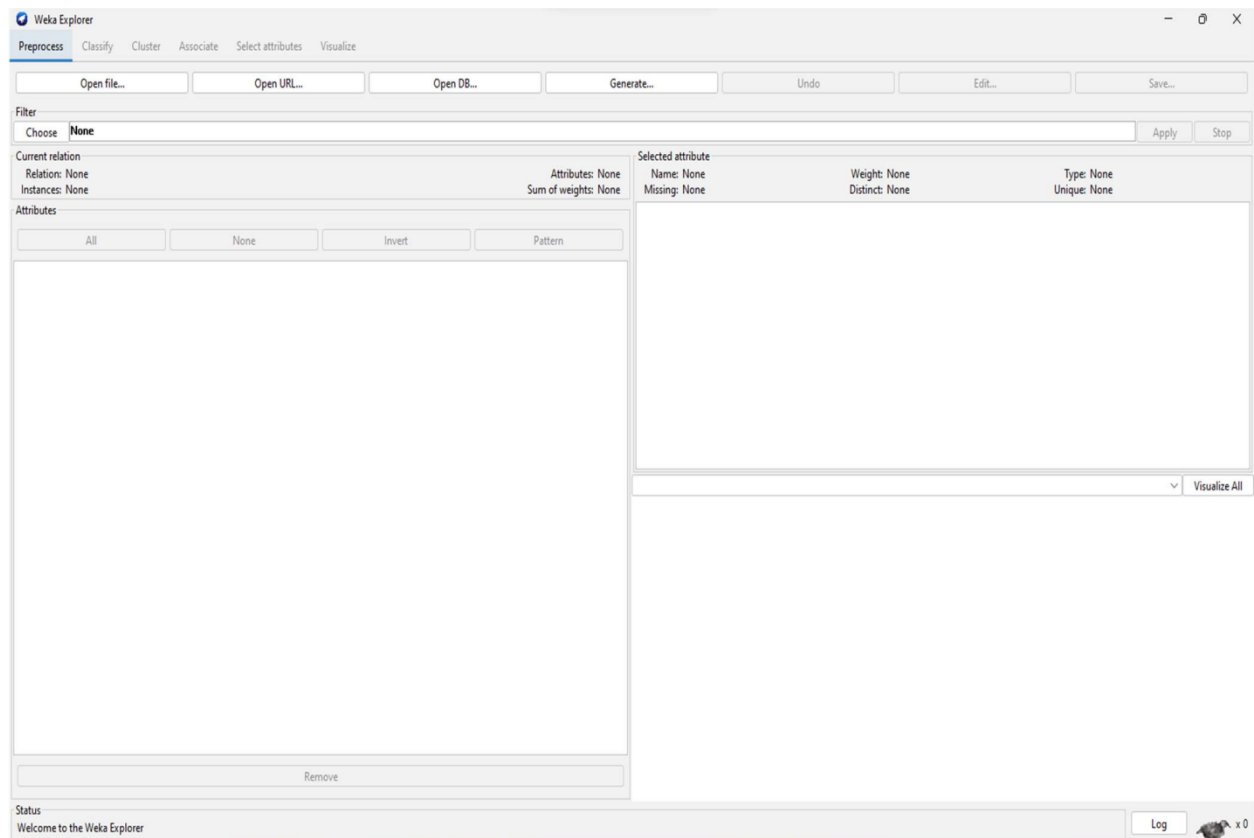 Weka Explorer
Preprocess Classify Cluster Associate Select attributes Visualize
Open file... Open URL... Open DB... Generate... Undo Edit... Save...
Filter
Choose None Apply Stop
Current relation
Relation: None Attributes: None
Instances: None Sum of weights: None
Selected attribute
Name: None Weight: None Type: None
Missing: None Distinct: None Unique: None
Attributes
All None Invert Pattern
Visualize All
Remove
Status
Welcome to the Weka Explorer
Log x 0